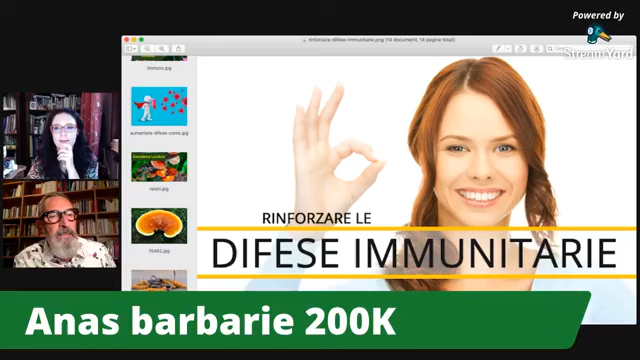 Powered by
StreamYard
rinforzare-difese-immunitarie.png (14 documenti, 14 pagine totali)
immuno.jpg
aumentare-difese-come.jpg
reishi.jpg
RINFORZARE LE
DIFESE IMMUNITARIE
Anas barbarie 200K